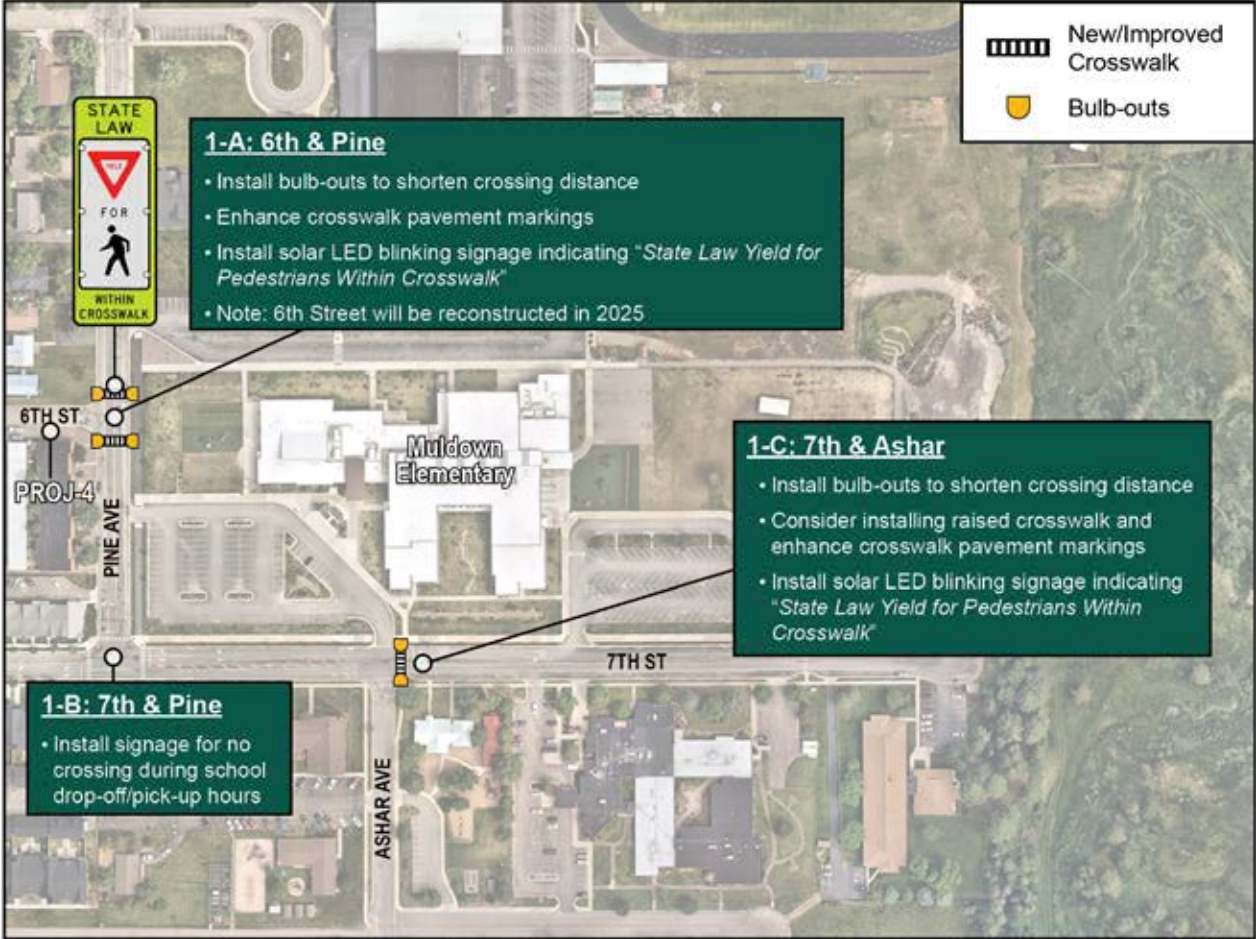 New/Improved
Crosswalk
Bulb-outs
STATE
LAW
YIELD
FOR
WITHIN
CROSSWALK
1-A: 6th & Pine
• Install bulb-outs to shorten crossing distance
• Enhance crosswalk pavement markings
• Install solar LED blinking signage indicating “State Law Yield for
Pedestrians Within Crosswalk”
• Note: 6th Street will be reconstructed in 2025
6TH ST
PROJ-4
PINE AVE
Muldown
Elementary
1-C: 7th & Ashar
• Install bulb-outs to shorten crossing distance
• Consider installing raised crosswalk and
enhance crosswalk pavement markings
• Install solar LED blinking signage indicating
“State Law Yield for Pedestrians Within
Crosswalk”
7TH ST
1-B: 7th & Pine
• Install signage for no
crossing during school
drop-off/pick-up hours
ASHAR AVE